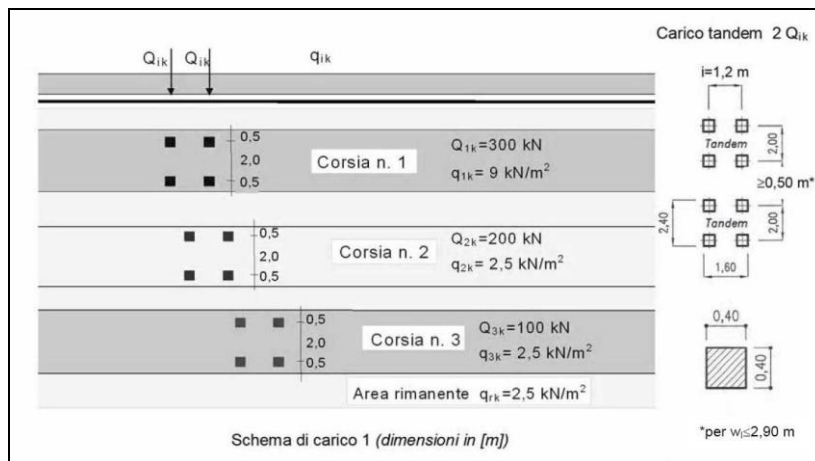 Carico tandem 2 Qik
Qik Qik qik
i=1,2 m
0,5
2,0
0,5
Corsia n. 1
Q1k=300 kN
q1k= 9 kN/m²
Tandem
2,00
≥0,50 m*
0,5
2,0
0,5
Corsia n. 2
Q2k=200 kN
q2k= 2,5 kN/m²
2,40
Tandem
2,00
1,60
0,5
2,0
0,5
Corsia n. 3
Q3k=100 kN
q3k= 2,5 kN/m²
0,40
0,40
Area rimanente qrk=2,5 kN/m²
Schema di carico 1 (dimensioni in [m])
*per wl≤2,90 m